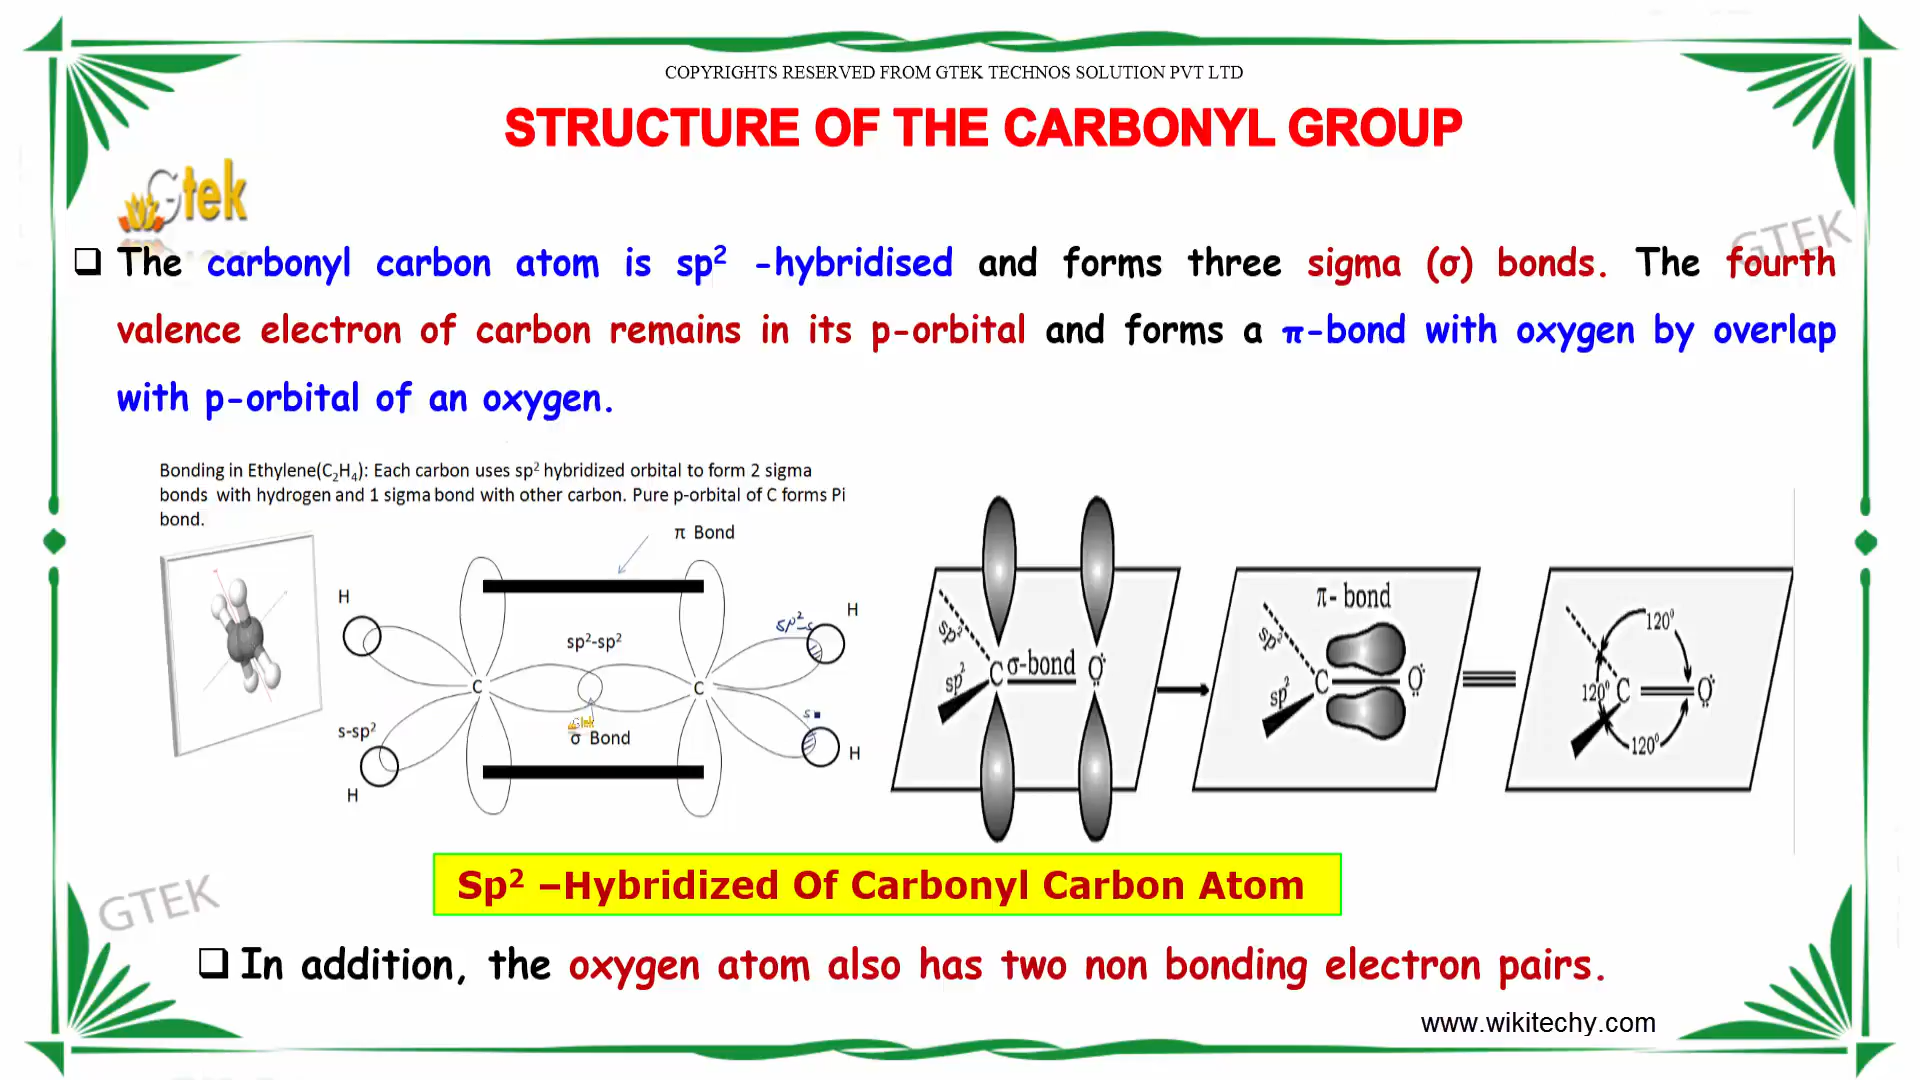 COPYRIGHTS RESERVED FROM GTEK TECHNOS SOLUTION PVT LTD
STRUCTURE OF THE CARBONYL GROUP
Gtek
GTEK
❑ The carbonyl carbon atom is sp² -hybridised and forms three sigma (σ) bonds. The fourth
valence electron of carbon remains in its p-orbital and forms a π-bond with oxygen by overlap
with p-orbital of an oxygen.
Bonding in Ethylene(C₂H₄): Each carbon uses sp² hybridized orbital to form 2 sigma
bonds with hydrogen and 1 sigma bond with other carbon. Pure p-orbital of C forms Pi
bond.
π Bond
H
H
sp²-s
sp²-sp²
C
C
s-sp²
Gtek
σ Bond
s
H
H
sp²
sp²
C σ-bond O
π- bond
sp²
sp²
C O
120⁰
120⁰
C O
120⁰
Sp² –Hybridized Of Carbonyl Carbon Atom
GTEK
❑ In addition, the oxygen atom also has two non bonding electron pairs.
www.wikitechy.com